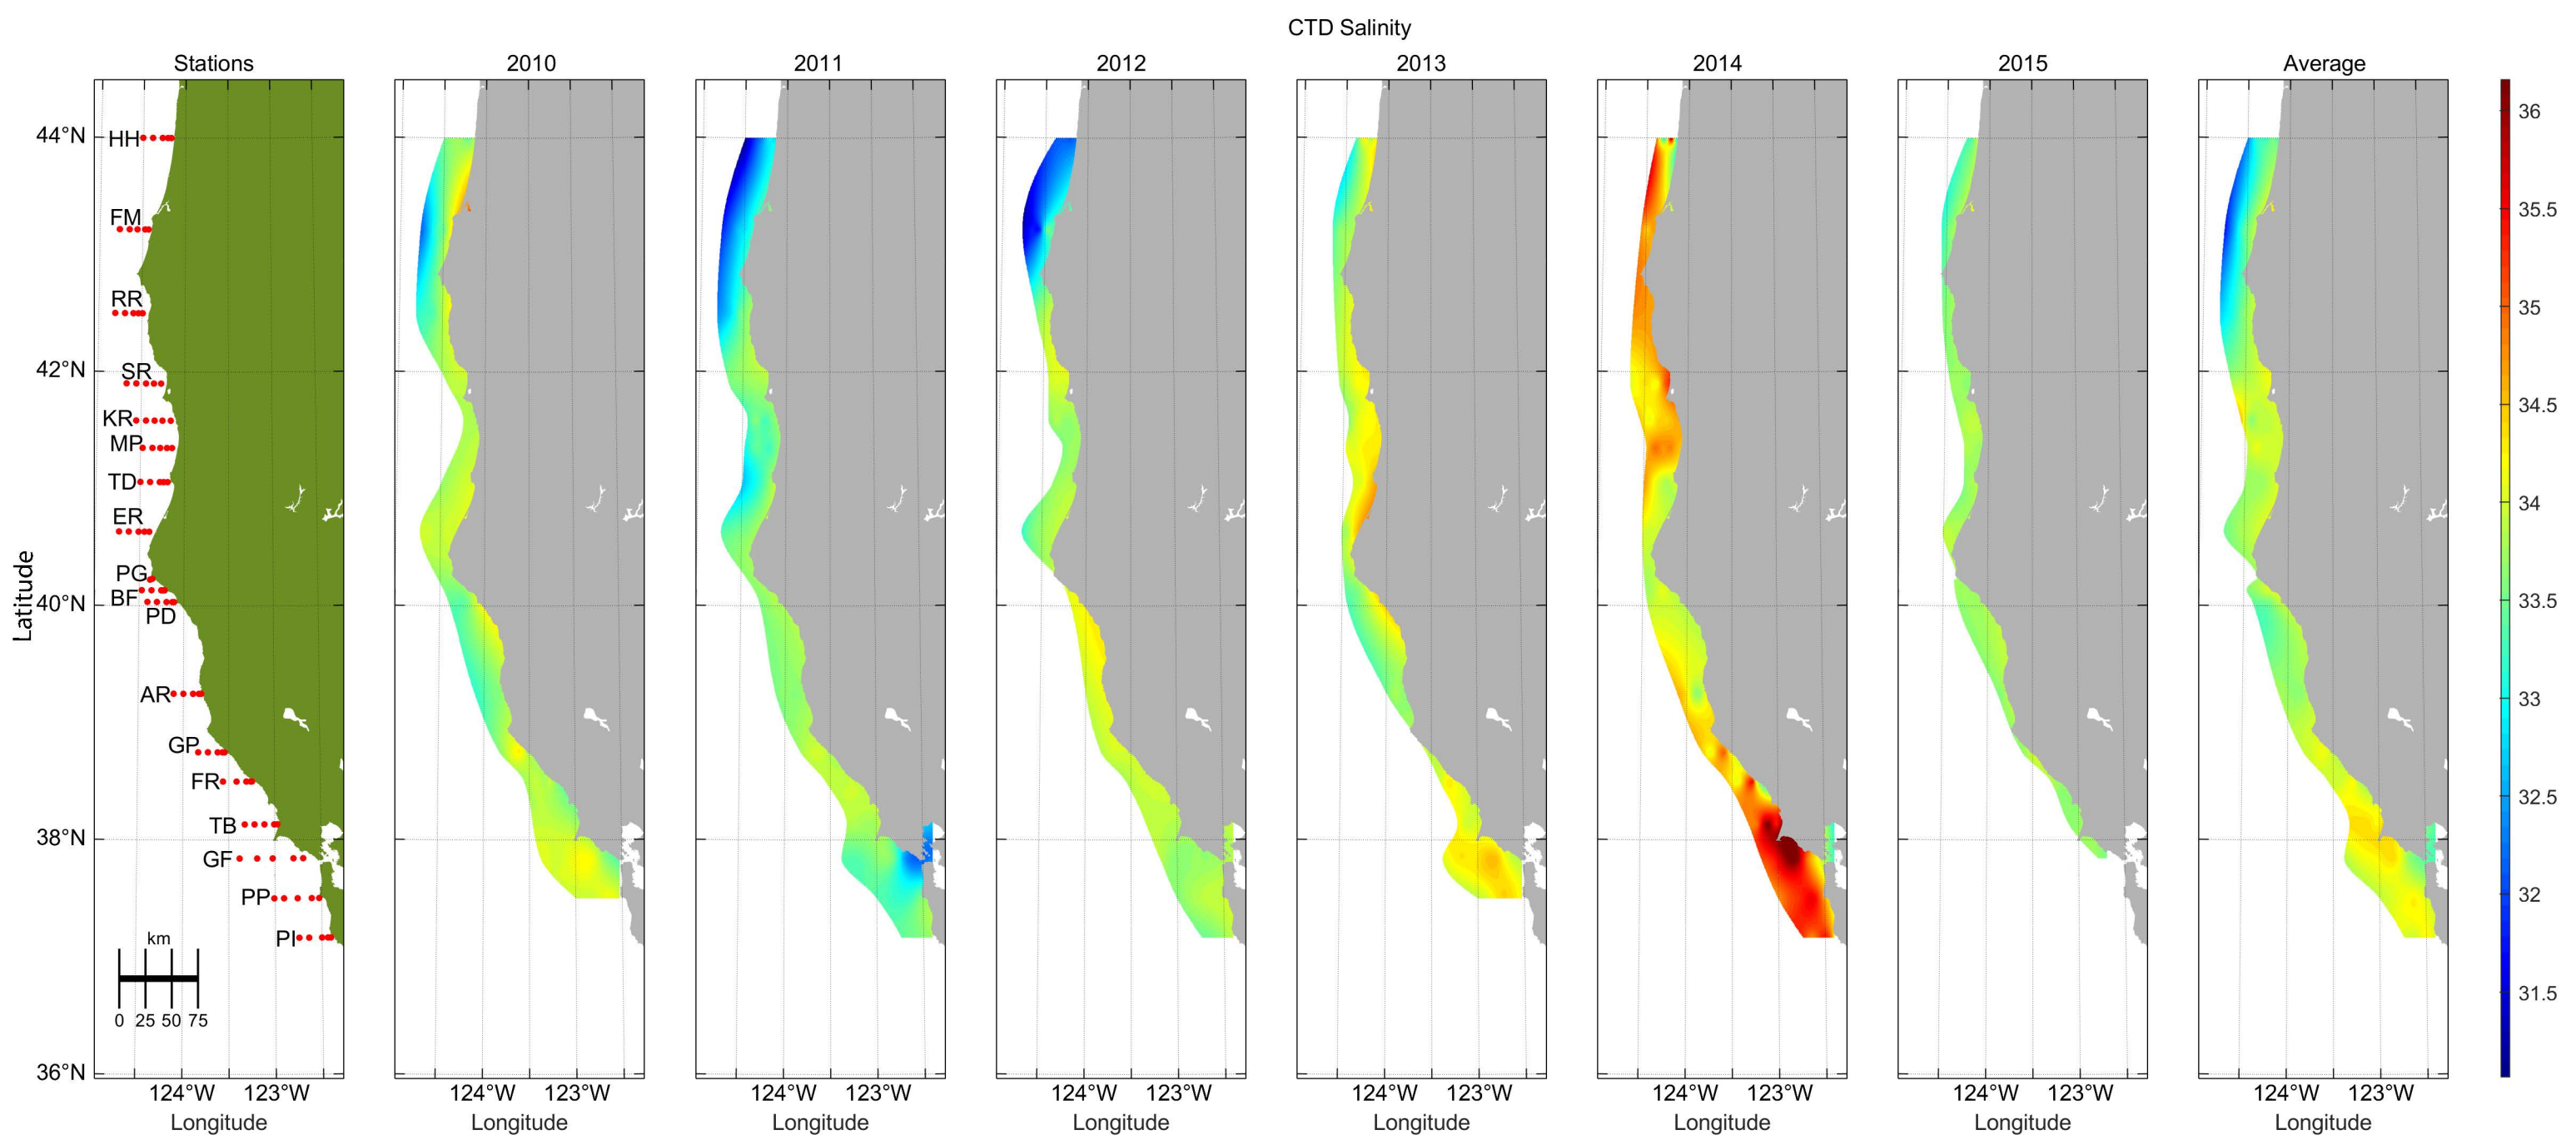 CTD Salinity
Stations
2010
2011
2012
2013
2014
2015
Average
44°N
42°N
40°N
38°N
36°N
Latitude
HH
FM
RR
SR
KR
MP
TD
ER
PG
BF
PD
AR
GP
FR
TB
GF
PP
PI
km
0 25 50 75
124°W 123°W
Longitude
124°W 123°W
Longitude
124°W 123°W
Longitude
124°W 123°W
Longitude
124°W 123°W
Longitude
124°W 123°W
Longitude
124°W 123°W
Longitude
124°W 123°W
Longitude
36
35.5
35
34.5
34
33.5
33
32.5
32
31.5